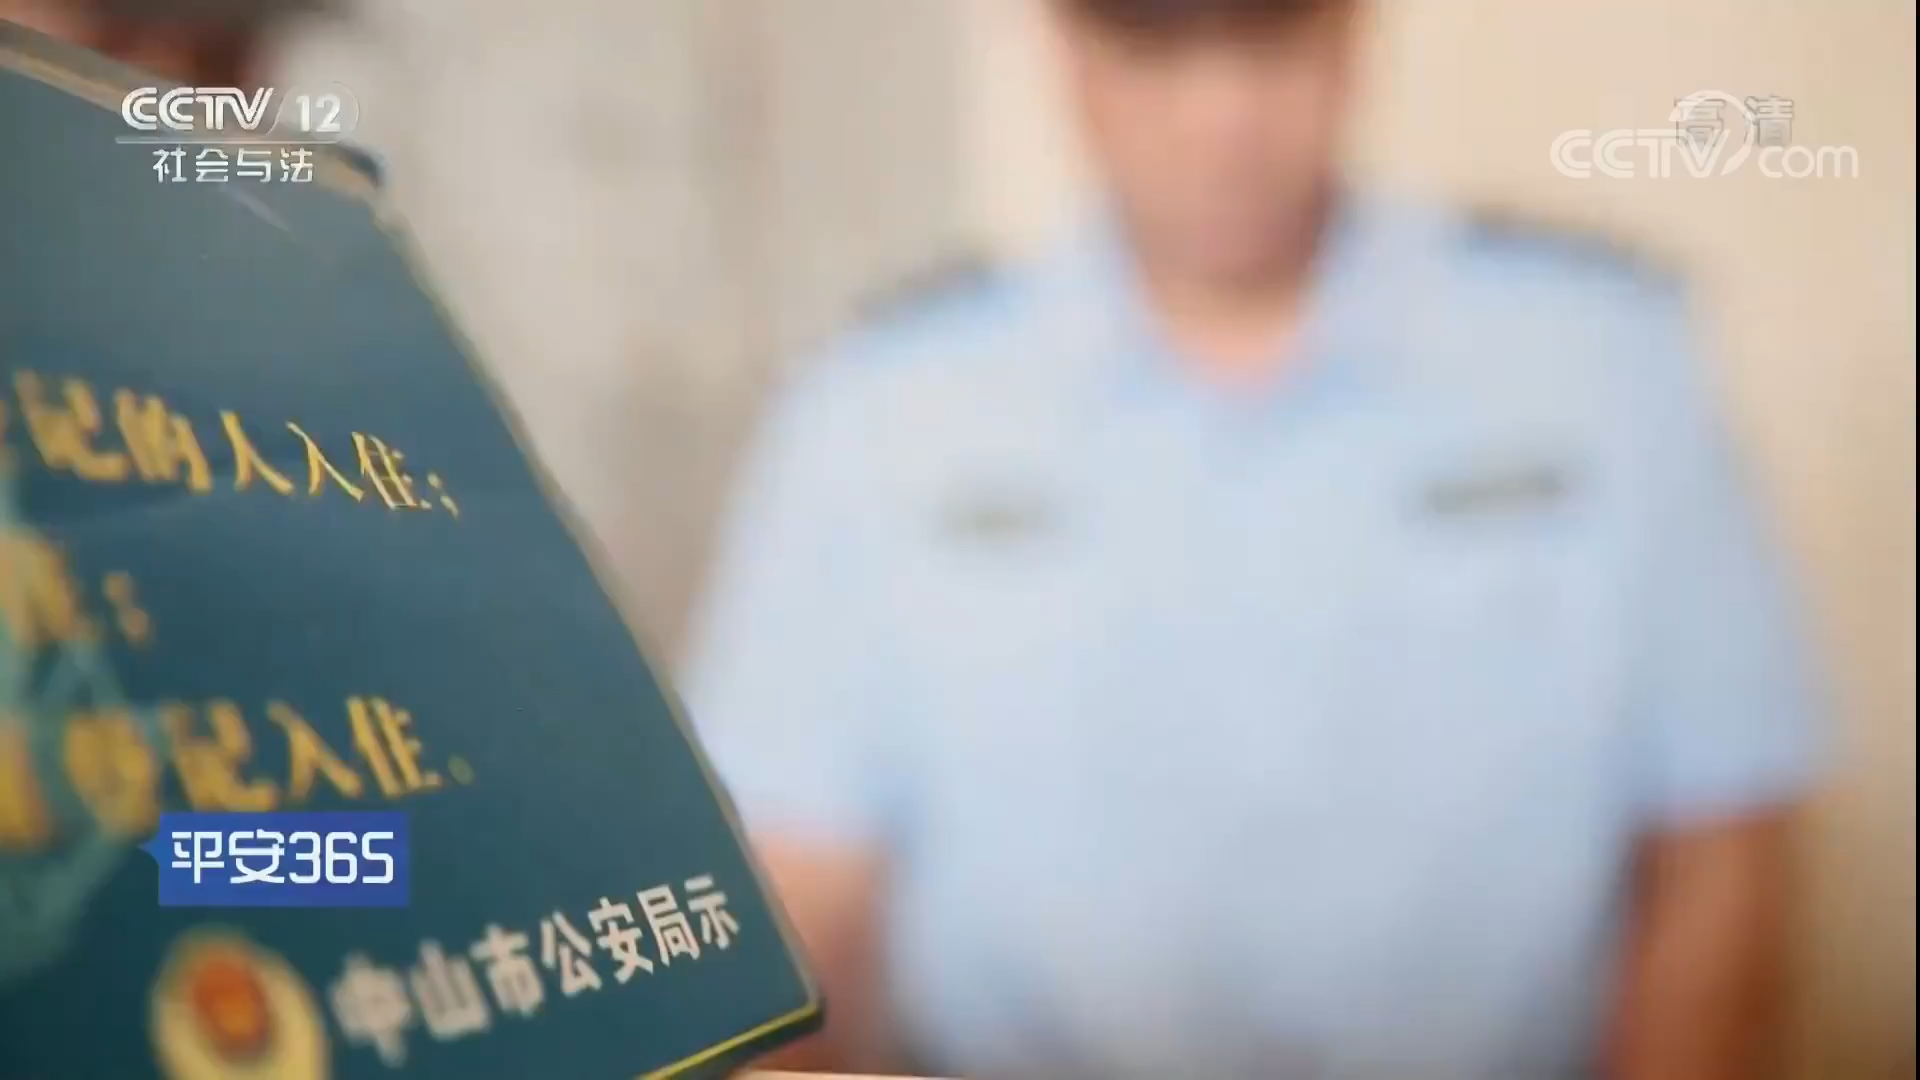 CCTV 12
社会与法
高清
CCTV com
记的人入住；
记入住。
平安365
中山市公安局示